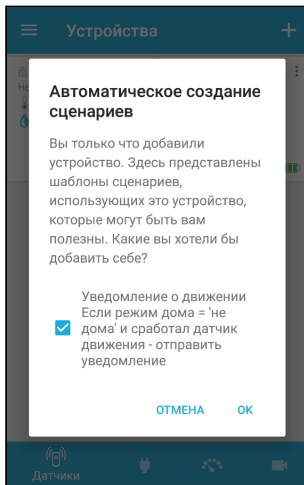 Устройства
Не
Автоматическое создание
сценариев
Вы только что добавили
устройство. Здесь представлены
шаблоны сценариев,
использующих это устройство,
которые могут быть вам
полезны. Какие вы хотели бы
добавить себе?
Уведомление о движении
Если режим дома = 'не
дома' и сработал датчик
движения - отправить
уведомление
ОТМЕНА OK
Датчики